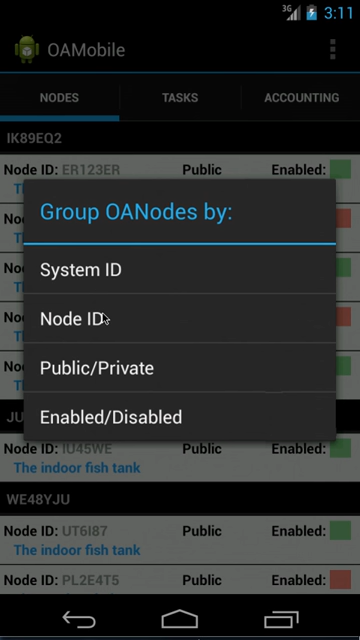 3G 3:11
OAMobile
NODES TASKS ACCOUNTING
IK89EQ2
Node ID: ER123ER Public Enabled:
Group OANodes by:
System ID
Node ID
Public/Private
Enabled/Disabled
JU
Node ID: IU45WE Public Enabled:
The indoor fish tank
WE48YJU
Node ID: UT6I87 Public Enabled:
The indoor fish tank
Node ID: PL2E4T5 Public Enabled: